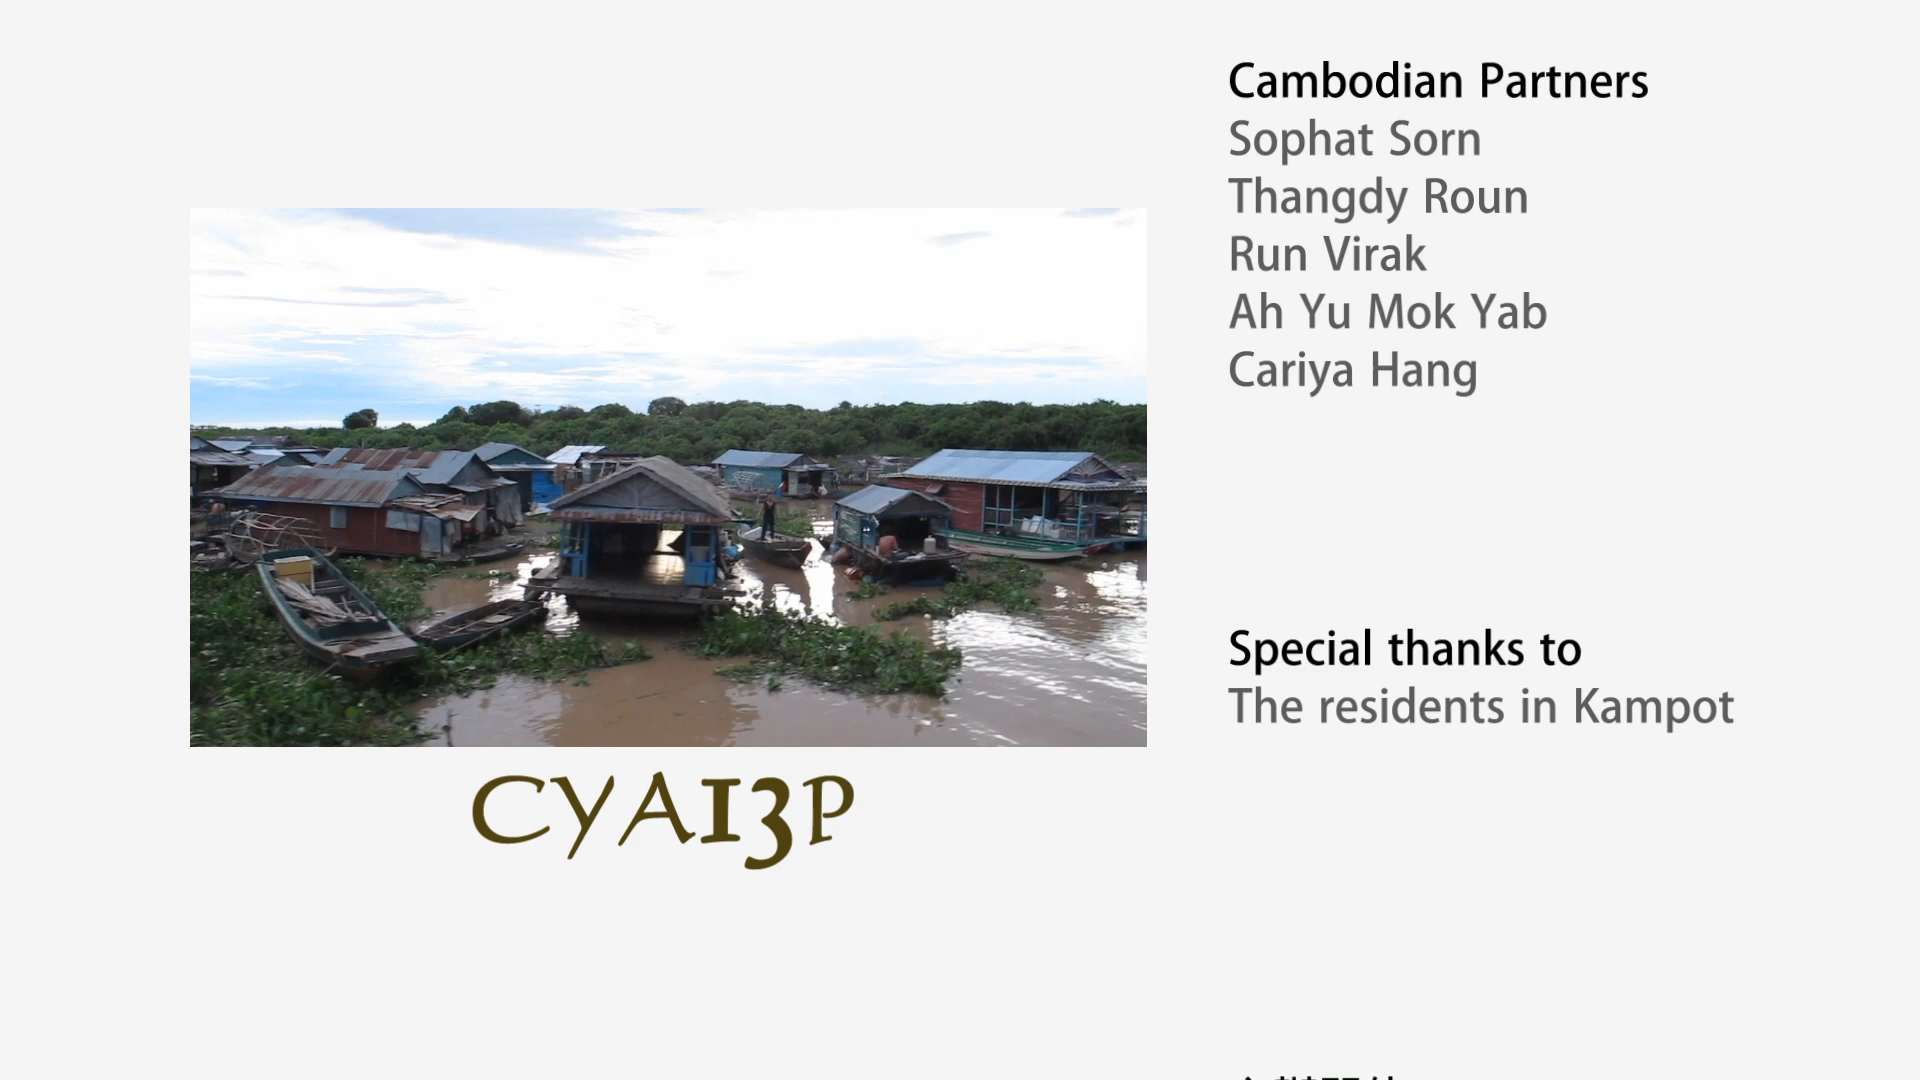 Cambodian Partners
Sophat Sorn
Thangdy Roun
Run Virak
Ah Yu Mok Yab
Cariya Hang
Special thanks to
The residents in Kampot
CYA13P